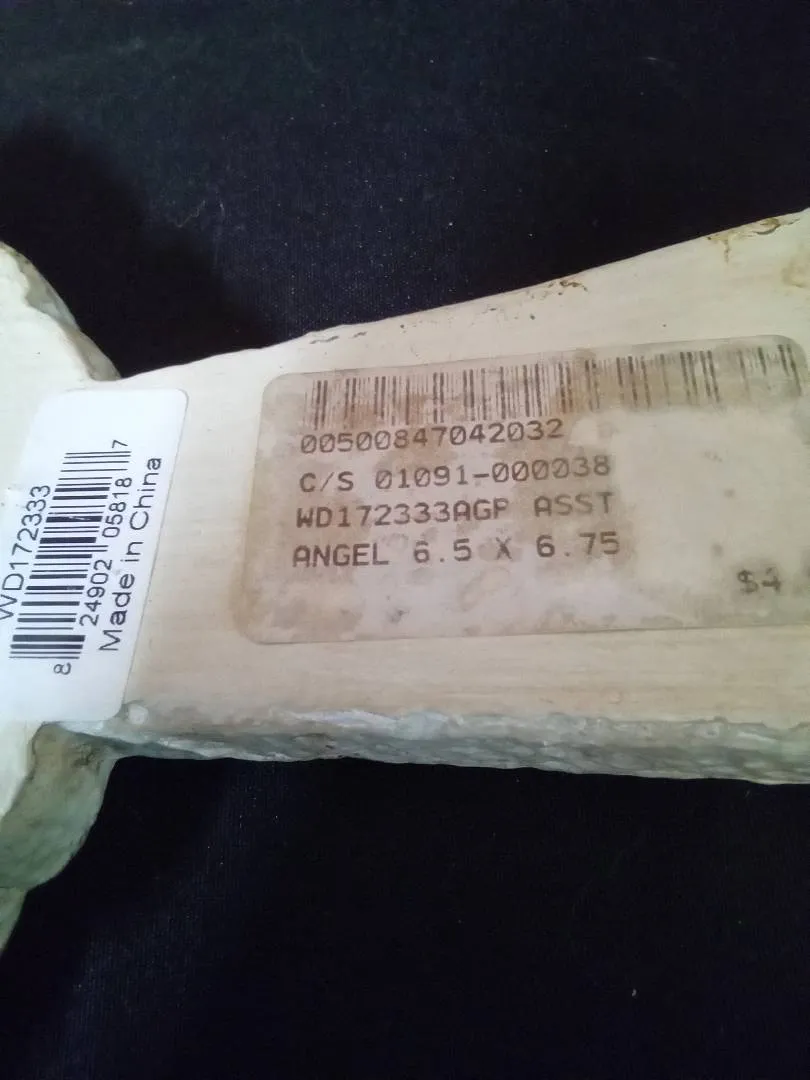 WD172333
8 24902 05818 7
Made in China
00500847042032
C/S 01091-000038
WD172333AGP ASST
ANGEL 6.5 X 6.75
$4